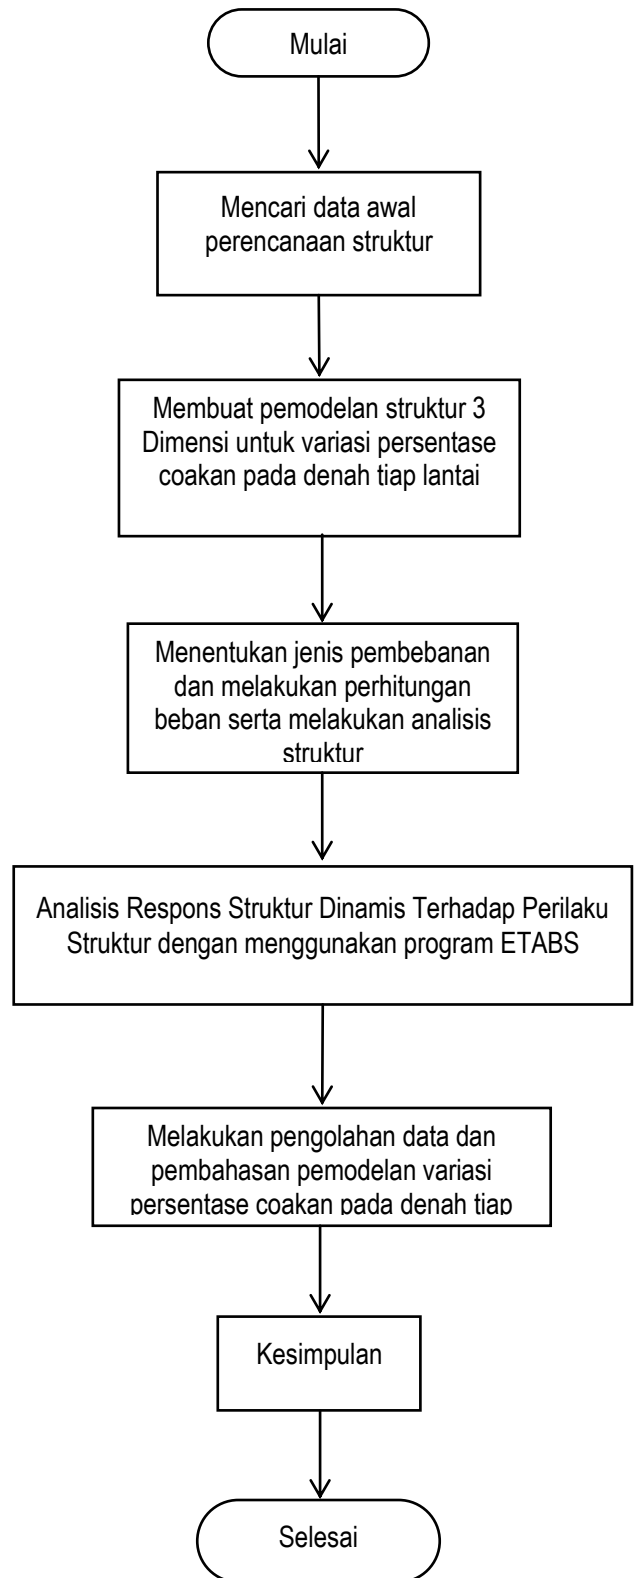 Mulai
Mencari data awal
perencanaan struktur
Membuat pemodelan struktur 3
Dimensi untuk variasi persentase
coakan pada denah tiap lantai
Menentukan jenis pembebanan
dan melakukan perhitungan
beban serta melakukan analisis
struktur
Analisis Respons Struktur Dinamis Terhadap Perilaku
Struktur dengan menggunakan program ETABS
Melakukan pengolahan data dan
pembahasan pemodelan variasi
persentase coakan pada denah tiap
Kesimpulan
Selesai